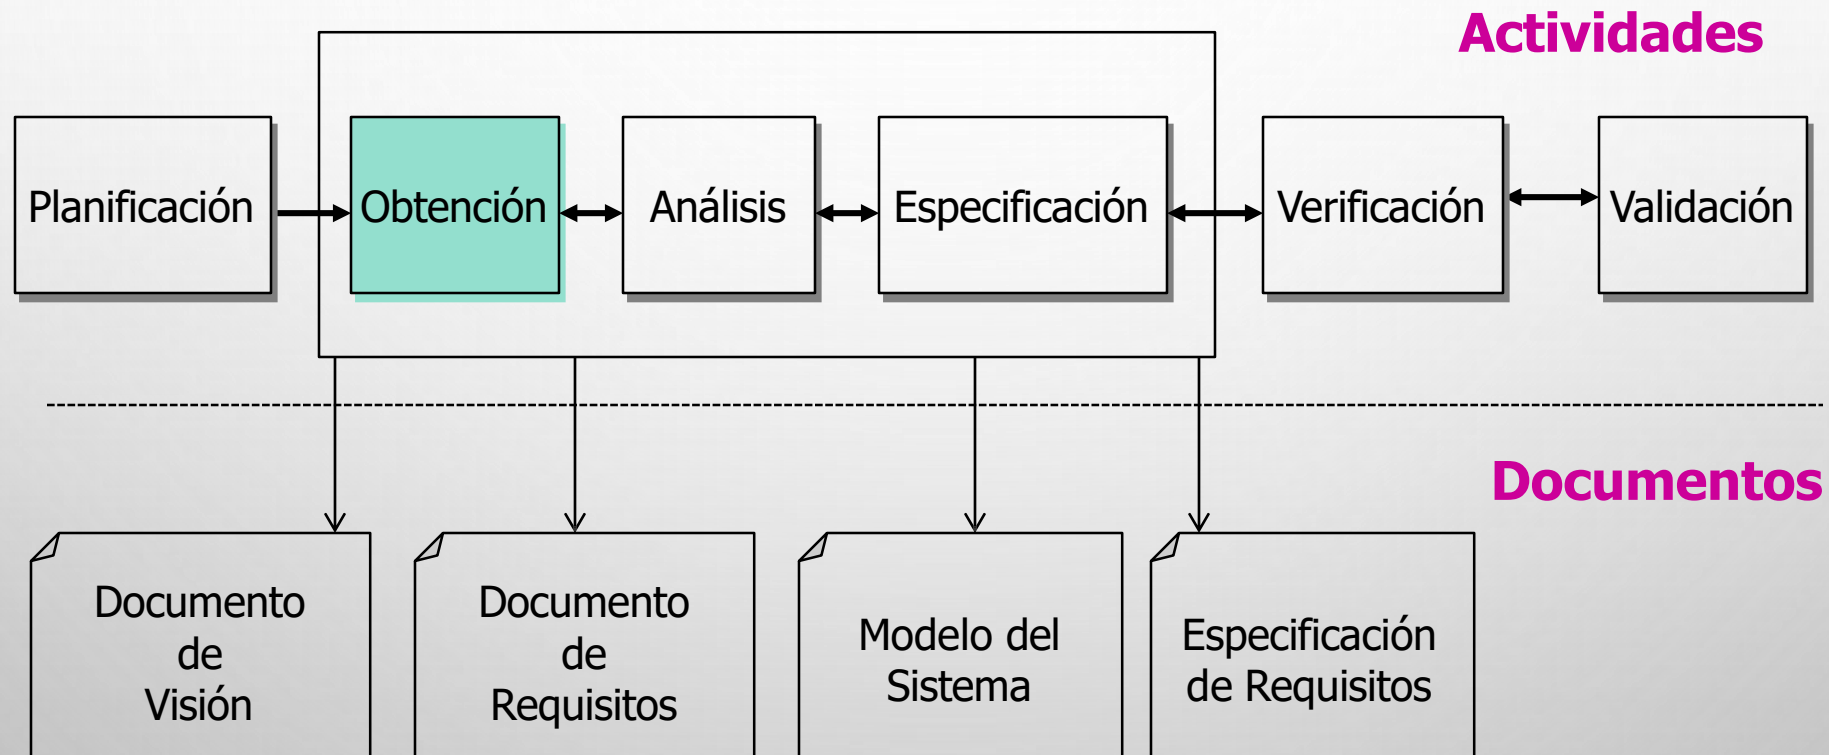 Actividades
Planificación
Obtención
Análisis
Especificación
Verificación
Validación
Documentos
Documento
de
Visión
Documento
de
Requisitos
Modelo del
Sistema
Especificación
de Requisitos